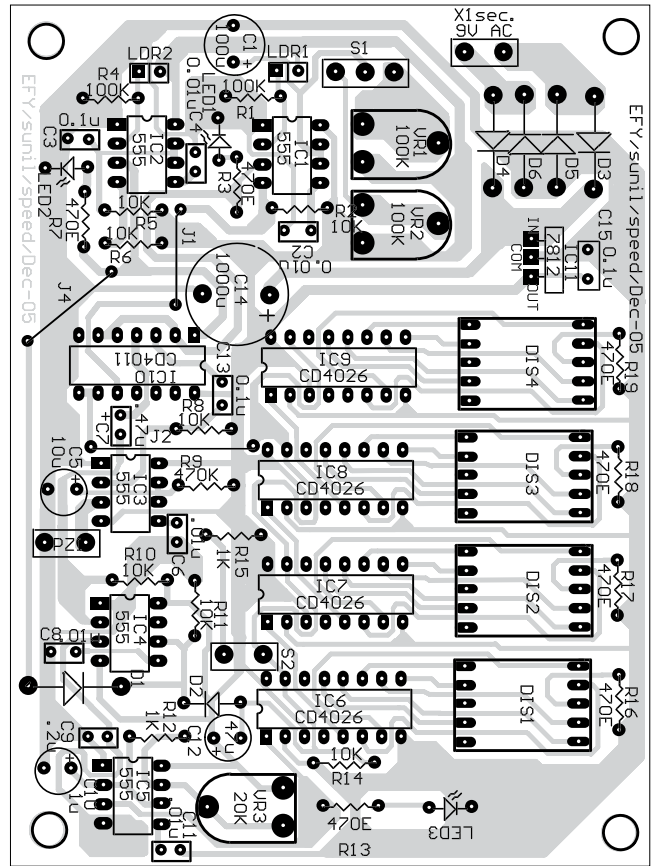 X1sec.
9V AC
C1
100u
+
LDR2
LDR1
S1
R4
100K
LED1
0.01u
C4
100K
R1
C3
0.1u
555
IC2
555
IC1
VR1
100K
D4
D6
D5
D3
EFY/sunil/speed/Dec-05
EFY/sunil/speed/Dec-05
LED2
R7
470E
R3
470E
10K
R5
10K
R6
R2
10K
C2
0.01u
VR2
100K
IN
COM
OUT
7812
IC11
C15
0.1u
J1
J4
C14
1000u
+
CD4011
IC10
C13
0.1u
IC9
CD4026
DIS4
470E
R19
+C7
.47u
R8
10K
J2
C5
10u
+
555
IC3
R9
470K
IC8
CD4026
DIS3
470E
R18
PZ1
C6
.01u
1K
R15
R10
10K
IC7
CD4026
DIS2
470E
R17
555
IC4
R11
10K
C8
.01u
S2
D1
D2
IC6
CD4026
DIS1
470E
R16
C9
.2u
R12
1K
C12
47u
+
10K
R14
+
1u
C10
555
IC5
.01u
C11
VR3
20K
470E
R13
LED3